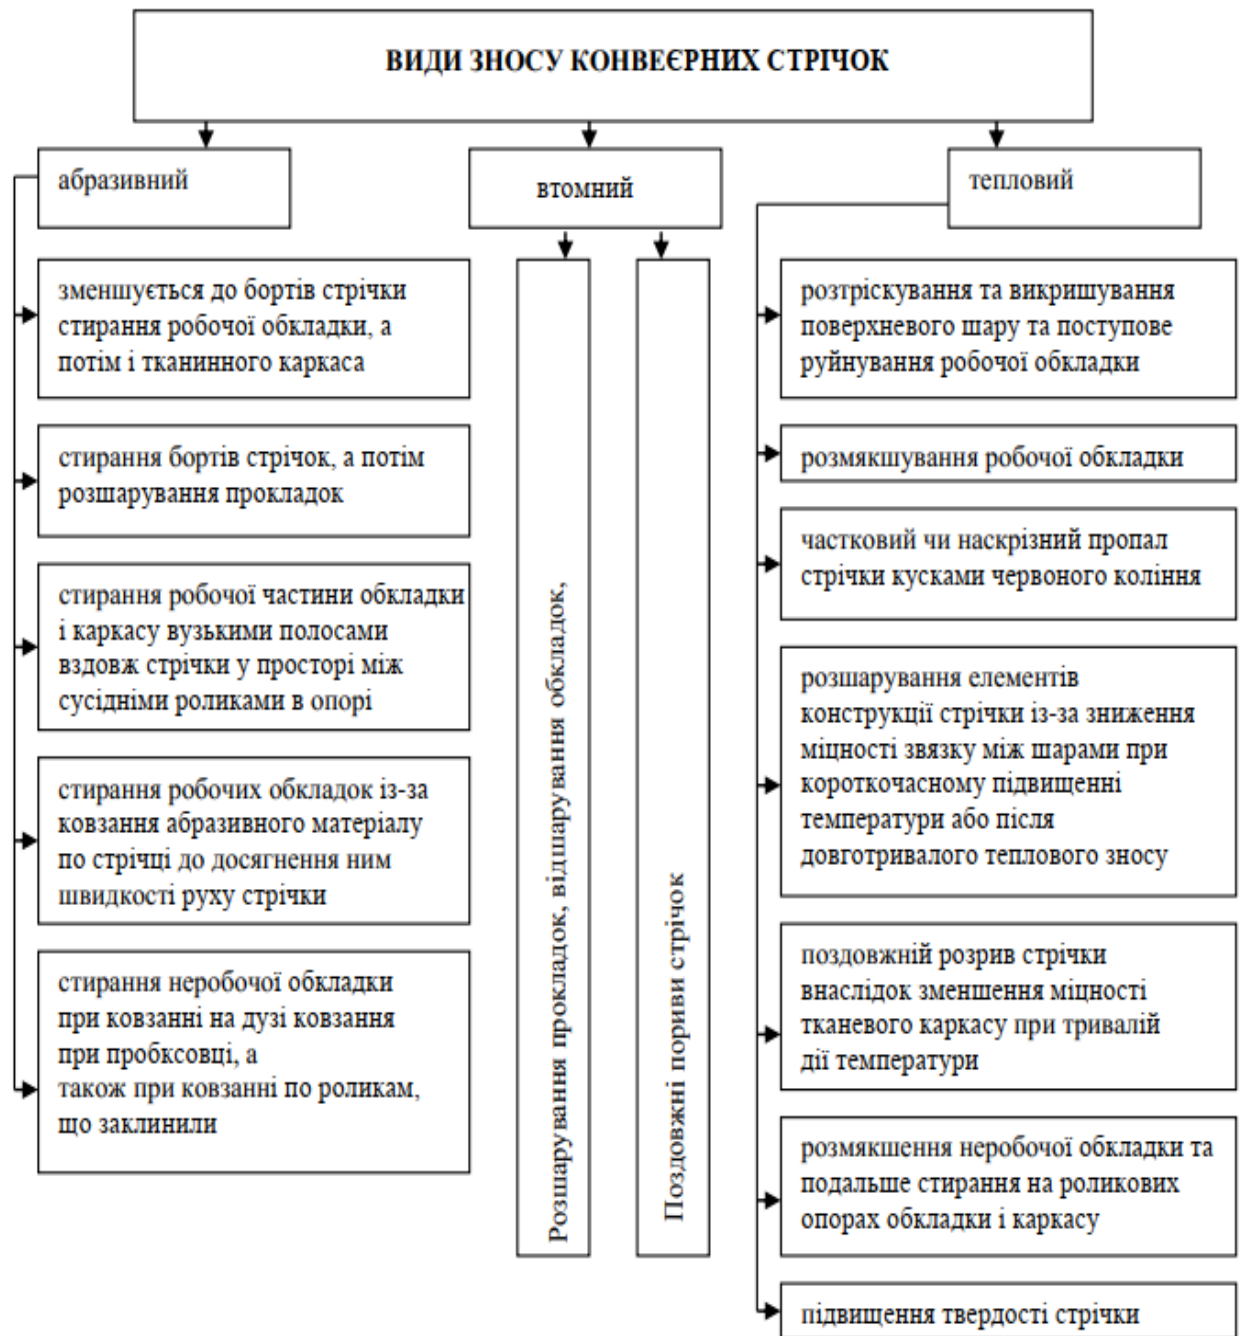 ВИДИ ЗНОСУ КОНВЕЄРНИХ СТРІЧОК
абразивний
втомний
тепловий
зменшується до бортів стрічки
стирання робочої обкладки, а
потім і тканинного каркаса
стирання бортів стрічок, а потім
розшарування прокладок
стирання робочої частини обкладки
і каркасу вузькими полосами
вздовж стрічки у просторі між
сусідніми роликами в опорі
стирання робочих обкладок із-за
ковзання абразивного матеріалу
по стрічці до досягнення ним
швидкості руху стрічки
стирання неробочої обкладки
при ковзанні на дузі ковзання
при пробксовці, а
також при ковзанні по роликам,
що заклинили
Розшарування прокладок, відшарування обкладок,
Поздовжні пориви стрічок
розтріскування та викришування
поверхневого шару та поступове
руйнування робочої обкладки
розмякшування робочої обкладки
частковий чи наскрізний пропал
стрічки кусками червоного коління
розшарування елементів
конструкції стрічки із-за зниження
міцності звязку між шарами при
короткочасному підвищенні
температури або після
довготривалого теплового зносу
поздовжній розрив стрічки
внаслідок зменшення міцності
тканевого каркасу при тривалій
дії температури
розмякшення неробочої обкладки та
подальше стирання на роликових
опорах обкладки і каркасу
підвищення твердості стрічки